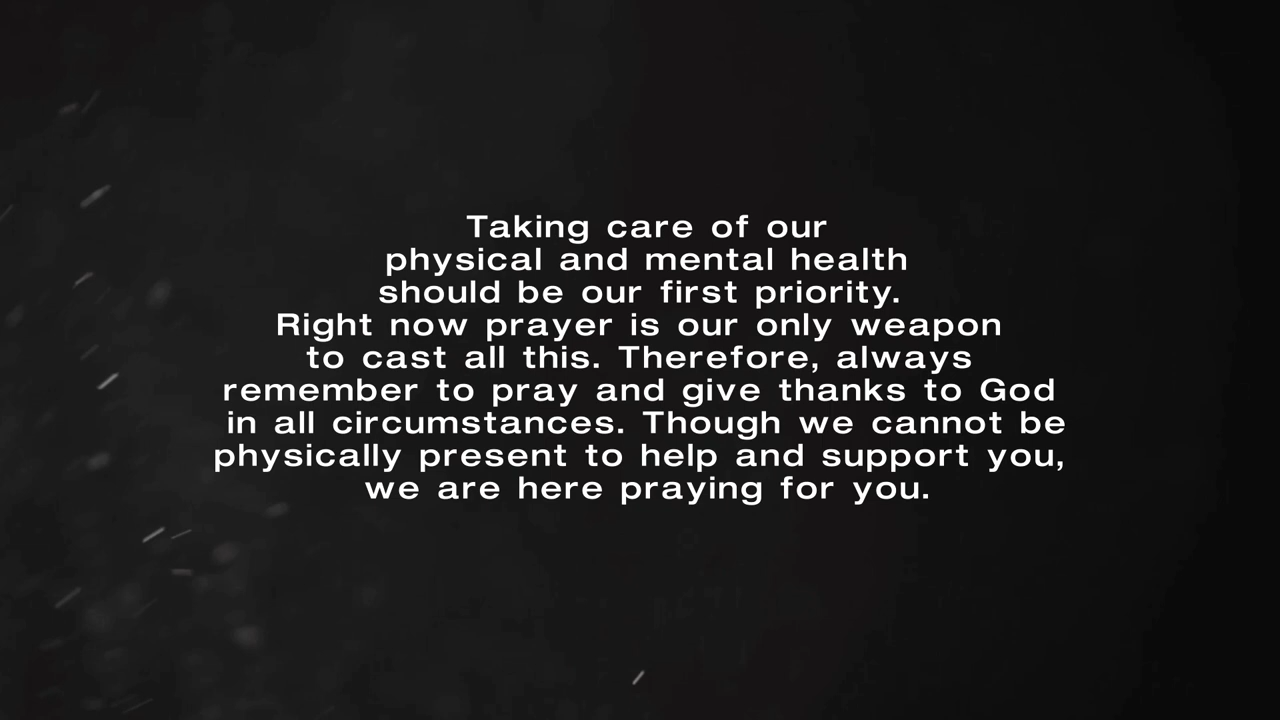 Taking care of our
physical and mental health
should be our first priority.
Right now prayer is our only weapon
to cast all this. Therefore, always
remember to pray and give thanks to God
in all circumstances. Though we cannot be
physically present to help and support you,
we are here praying for you.